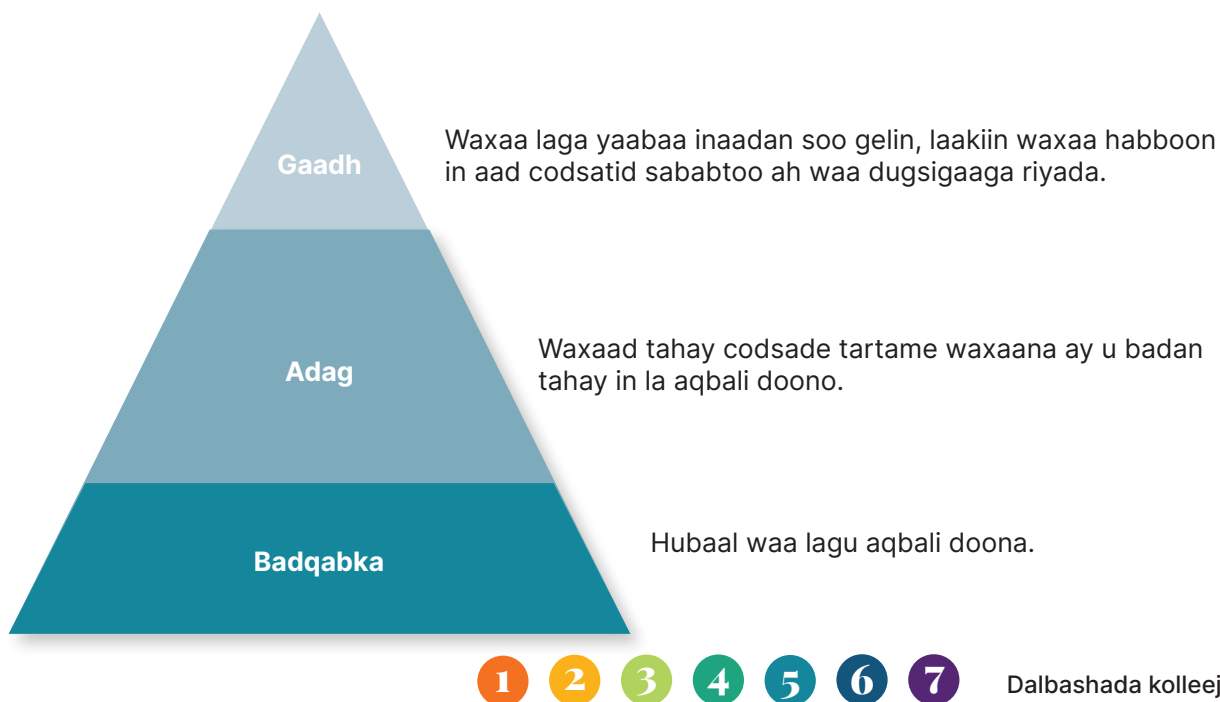 Gaadh
Waxaa laga yaabaa inaadan soo gelin, laakiin waxaa habboon
in aad codsatid sababtoo ah waa dugsigaaga riyada.
Adag
Waxaad tahay codsade tartame waxaana ay u badan
tahay in la aqbali doono.
Badqabka
Hubaal waa lagu aqbali doona.
1 2 3 4 5 6 7 Dalbashada kolleej